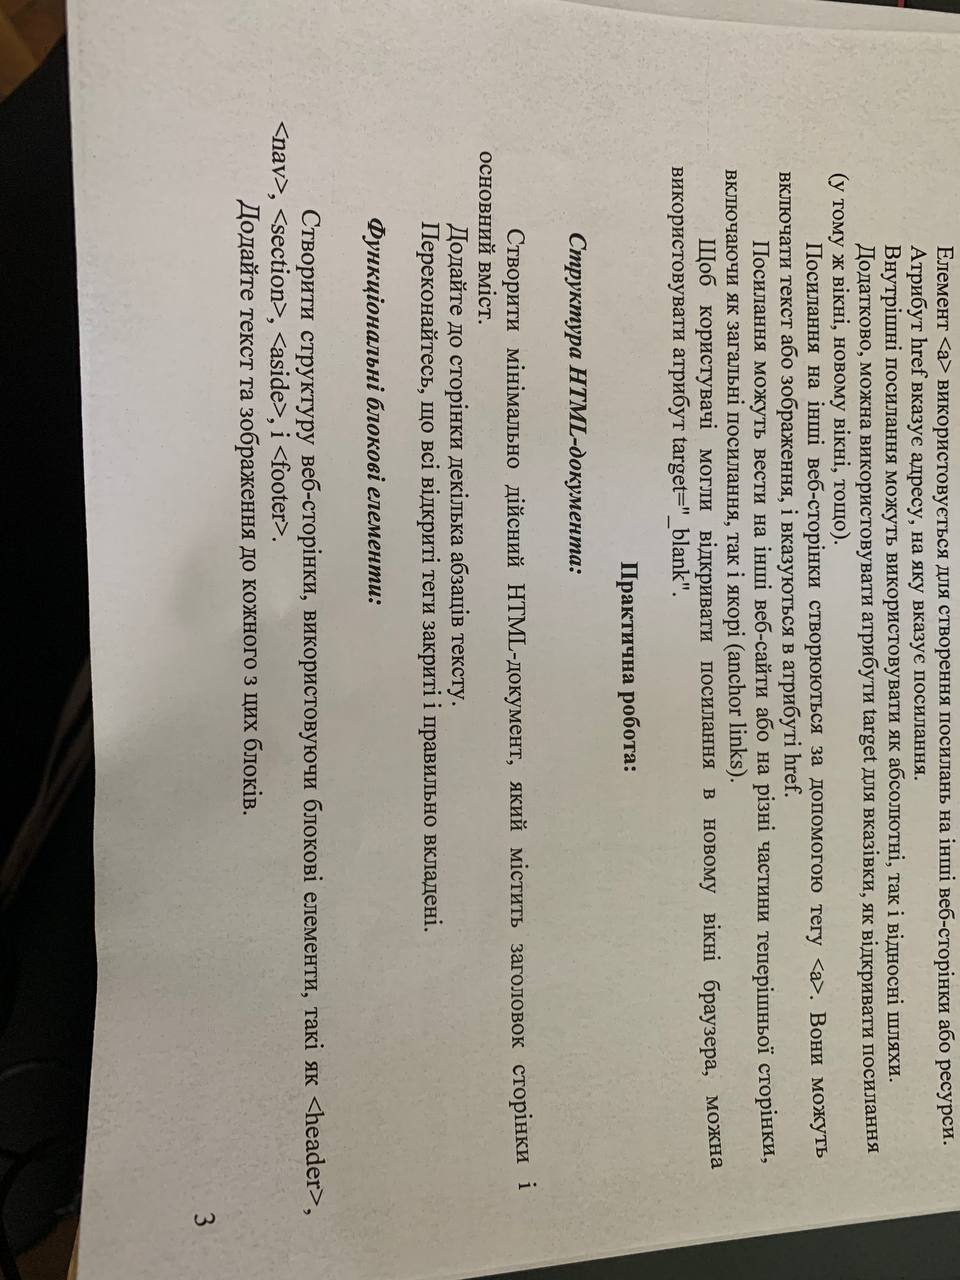 Елемент <a> використовується для створення посилань на інші веб-сторінки або ресурси.
Атрибут href вказує адресу, на яку вказує посилання.
Внутрішні посилання можуть використовувати як абсолютні, так і відносні шляхи.
Додатково, можна використовувати атрибути target для вказівки, як відкривати посилання
(у тому ж вікні, новому вікні, тощо).
Посилання на інші веб-сторінки створюються за допомогою тегу <a>. Вони можуть
включати текст або зображення, і вказуються в атрибуті href.
Посилання можуть вести на інші веб-сайти або на різні частини теперішньої сторінки,
включаючи як загальні посилання, так і якорі (anchor links).
Щоб користувачі могли відкривати посилання в новому вікні браузера, можна
використовувати атрибут target="_blank".
Практична робота:
Структура HTML-документа:
Створити мінімально дійсний HTML-документ, який містить заголовок сторінки і
основний вміст.
Додайте до сторінки декілька абзаців тексту.
Переконайтесь, що всі відкриті теги закриті і правильно вкладені.
Функціональні блокові елементи:
Створити структуру веб-сторінки, використовуючи блокові елементи, такі як <header>,
<nav>, <section>, <aside>, і <footer>.
Додайте текст та зображення до кожного з цих блоків.
3